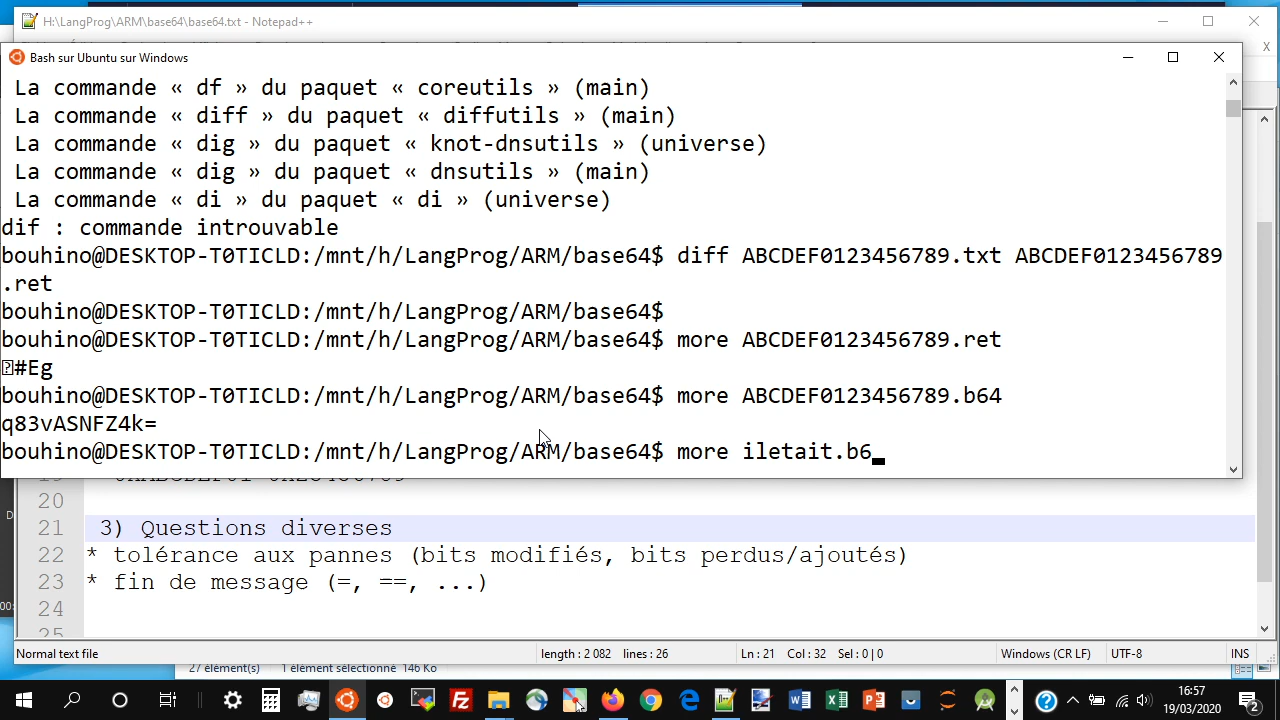 H:\LangProg\ARM\base64\base64.txt - Notepad++
X
Bash sur Ubuntu sur Windows
La commande « df » du paquet « coreutils » (main)
La commande « diff » du paquet « diffutils » (main)
La commande « dig » du paquet « knot-dnsutils » (universe)
La commande « dig » du paquet « dnsutils » (main)
La commande « di » du paquet « di » (universe)
dif : commande introuvable
bouhino@DESKTOP-T0TICLD:/mnt/h/LangProg/ARM/base64$ diff ABCDEF0123456789.txt ABCDEF0123456789
.ret
bouhino@DESKTOP-T0TICLD:/mnt/h/LangProg/ARM/base64$
bouhino@DESKTOP-T0TICLD:/mnt/h/LangProg/ARM/base64$ more ABCDEF0123456789.ret
#Eg
bouhino@DESKTOP-T0TICLD:/mnt/h/LangProg/ARM/base64$ more ABCDEF0123456789.b64
q83vASNFZ4k=
bouhino@DESKTOP-T0TICLD:/mnt/h/LangProg/ARM/base64$ more iletait.b6
20
21 3) Questions diverses
22 * tolérance aux pannes (bits modifiés, bits perdus/ajoutés)
23 * fin de message (=, ==, ...)
24
25
Normal text file length : 2 082 lines : 26 Ln : 21 Col : 32 Sel : 0 | 0 Windows (CR LF) UTF-8 INS
27 élément(s) 1 élément sélectionné 146 Ko
16:57
19/03/2020
2